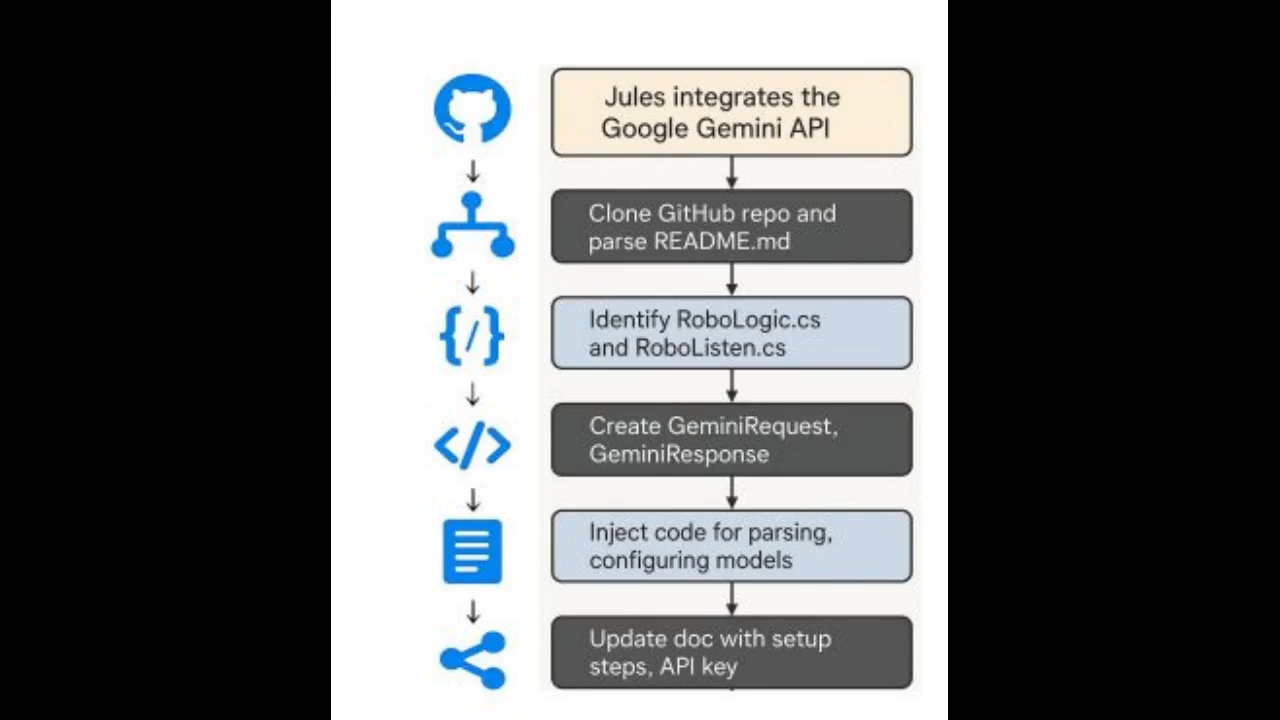 Jules integrates the
Google Gemini API
Clone GitHub repo and
parse README.md
Identify RoboLogic.cs
and RoboListen.cs
Create GeminiRequest,
GeminiResponse
Inject code for parsing,
configuring models
Update doc with setup
steps, API key